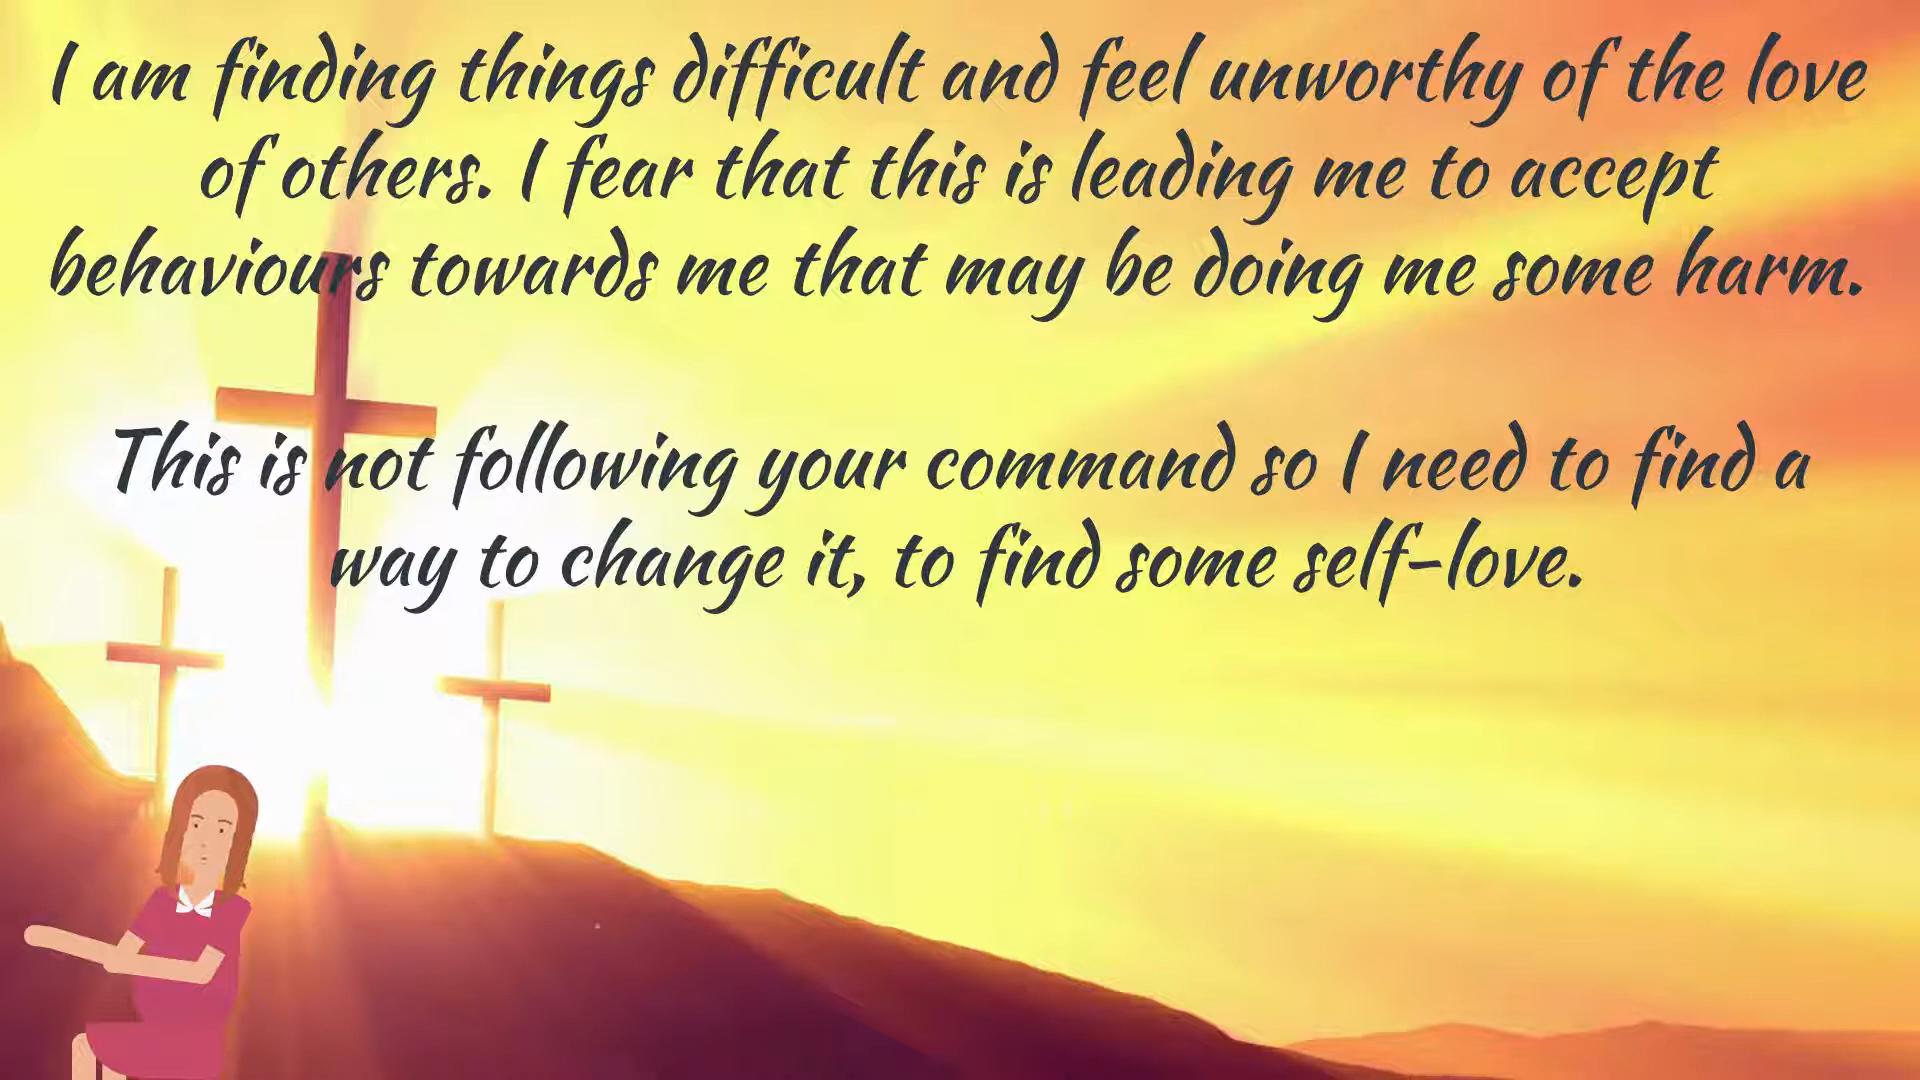 I am finding things difficult and feel unworthy of the love
of others. I fear that this is leading me to accept
behaviours towards me that may be doing me some harm.
This is not following your command so I need to find a
way to change it, to find some self-love.